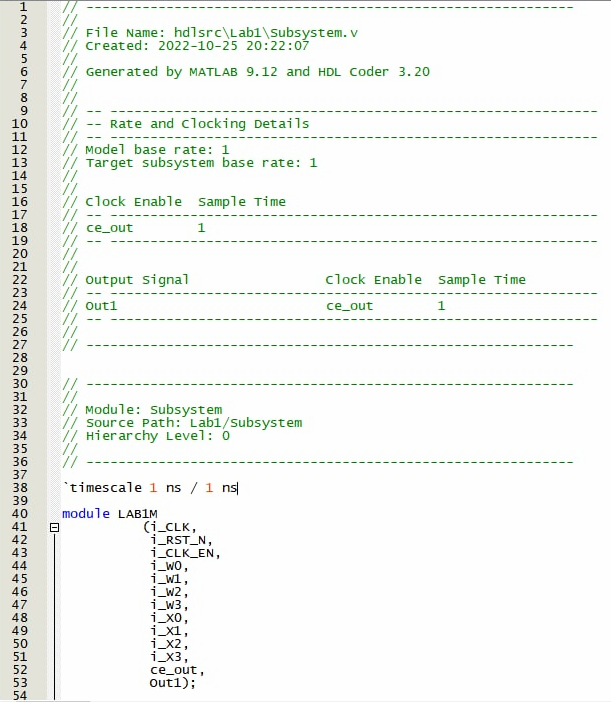 1 // -------------------------------------------------------------
2 //
3 // File Name: hdlsrc\Lab1\Subsystem.v
4 // Created: 2022-10-25 20:22:07
5 //
6 // Generated by MATLAB 9.12 and HDL Coder 3.20
7 //
8 //
9 // -- -------------------------------------------------------------
10 // -- Rate and Clocking Details
11 // -- -------------------------------------------------------------
12 // Model base rate: 1
13 // Target subsystem base rate: 1
14 //
15 //
16 // Clock Enable  Sample Time
17 // -- -------------------------------------------------------------
18 // ce_out        1
19 // -- -------------------------------------------------------------
20 //
21 //
22 // Output Signal                 Clock Enable  Sample Time
23 // -- -------------------------------------------------------------
24 // Out1                          ce_out        1
25 // -- -------------------------------------------------------------
26 //
27 // -------------------------------------------------------------
28
29
30 // -------------------------------------------------------------
31 //
32 // Module: Subsystem
33 // Source Path: Lab1/Subsystem
34 // Hierarchy Level: 0
35 //
36 // -------------------------------------------------------------
37
38 `timescale 1 ns / 1 ns
39
40 module LAB1M
41           (i_CLK,
42            i_RST_N,
43            i_CLK_EN,
44            i_W0,
45            i_W1,
46            i_W2,
47            i_W3,
48            i_X0,
49            i_X1,
50            i_X2,
51            i_X3,
52            ce_out,
53            Out1);
54